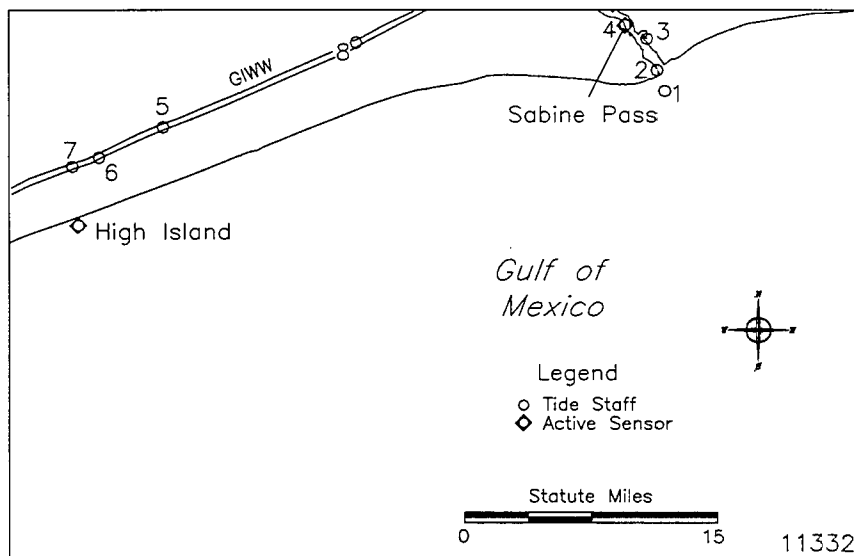 4
3
8
2
1
GIWW
Sabine Pass
5
7
6
High Island
Gulf of
Mexico
Legend
Tide Staff
Active Sensor
Statute Miles
0 15
11332